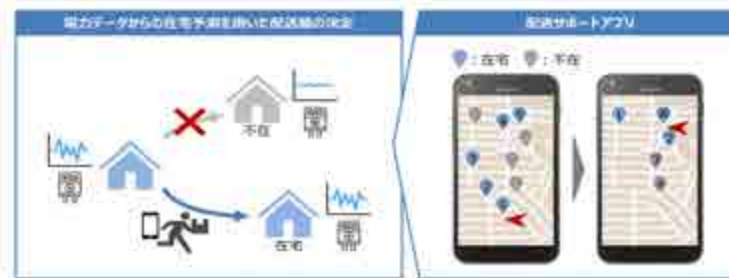 電力データからの在宅予測を用いた配送順の決定
配送サポートアプリ
:在宅 :不在
不在
在宅